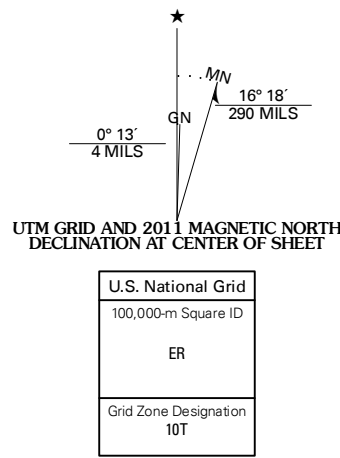 ★
MN
16° 18´
290 MILS
GN
0° 13´
4 MILS
UTM GRID AND 2011 MAGNETIC NORTH
DECLINATION AT CENTER OF SHEET
U.S. National Grid
100,000-m Square ID
ER
Grid Zone Designation
10T